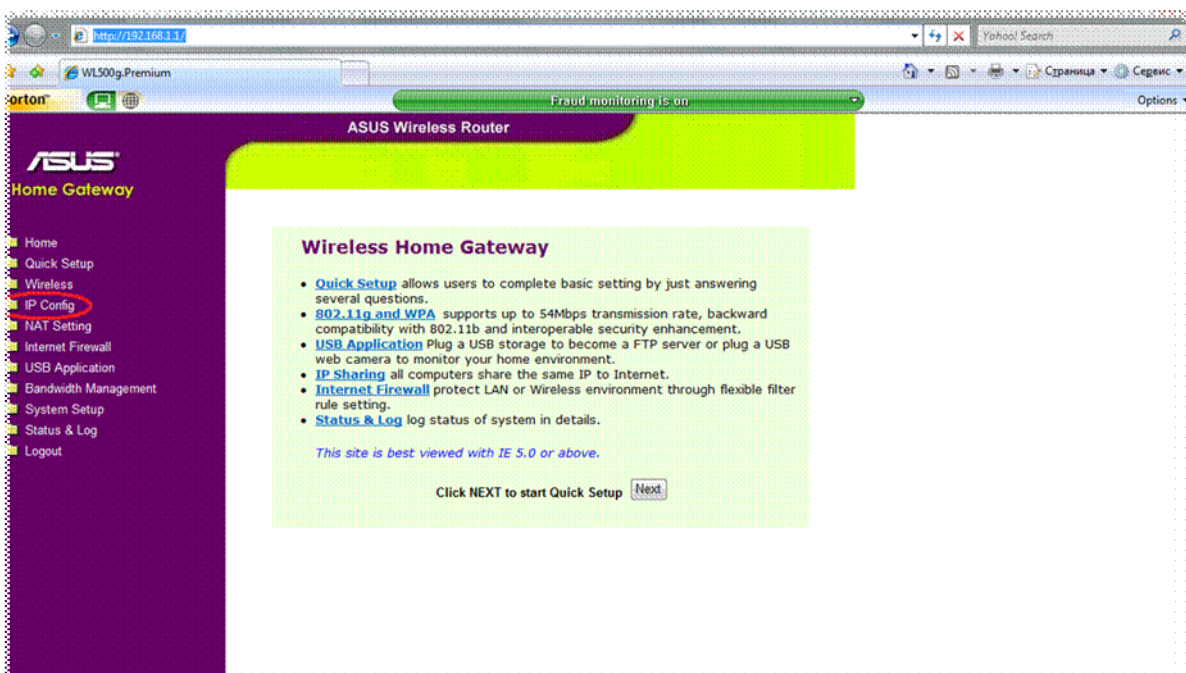 http://192.168.1.1/
Yahoo! Search
WL500g.Premium
Страница
Сервис
orton
Fraud monitoring is on
Options
ASUS Wireless Router
ASUS
Home Gateway
Home
Quick Setup
Wireless
IP Config
NAT Setting
Internet Firewall
USB Application
Bandwidth Management
System Setup
Status & Log
Logout
Wireless Home Gateway
• Quick Setup allows users to complete basic setting by just answering
several questions.
• 802.11g and WPA supports up to 54Mbps transmission rate, backward
compatibility with 802.11b and interoperable security enhancement.
• USB Application Plug a USB storage to become a FTP server or plug a USB
web camera to monitor your home environment.
• IP Sharing all computers share the same IP to Internet.
• Internet Firewall protect LAN or Wireless environment through flexible filter
rule setting.
• Status & Log log status of system in details.
This site is best viewed with IE 5.0 or above.
Click NEXT to start Quick Setup Next